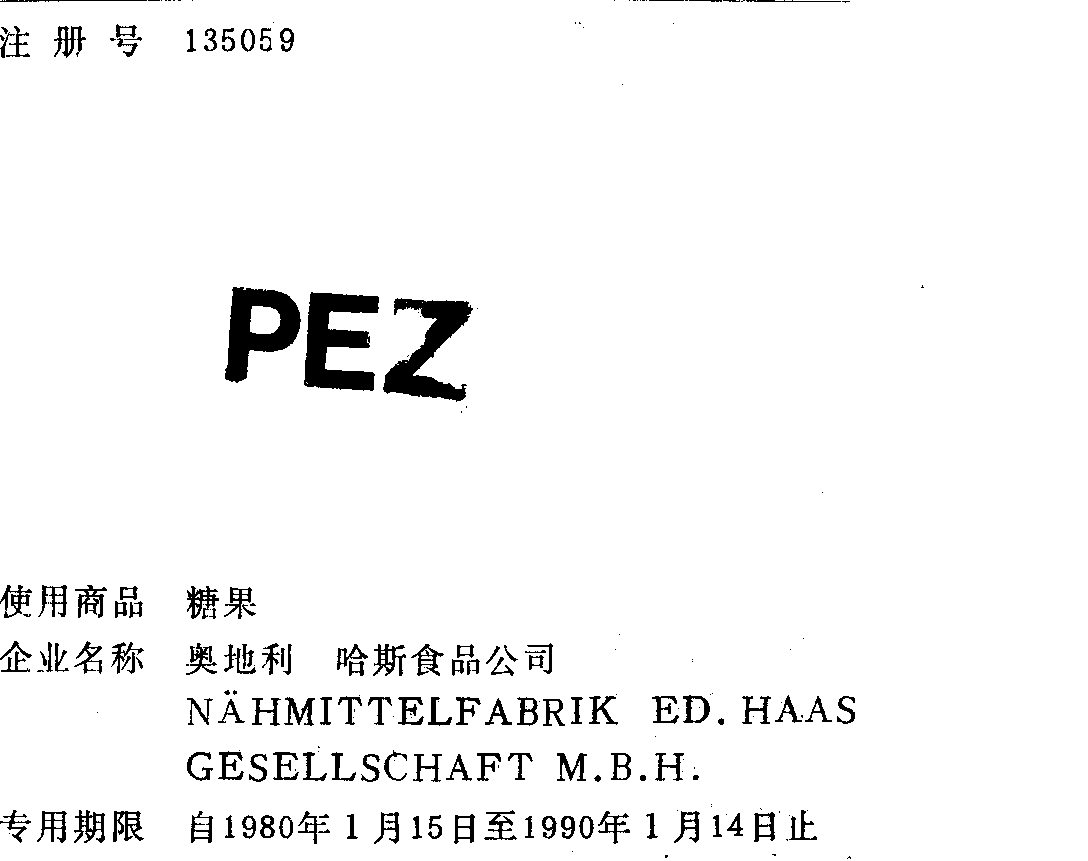 注册号 135059
PEZ
使用商品 糖果
企业名称 奥地利 哈斯食品公司
NÄHMITTELFABRIK ED. HAAS
GESELLSCHAFT M.B.H.
专用期限 自1980年1月15日至1990年1月14日止